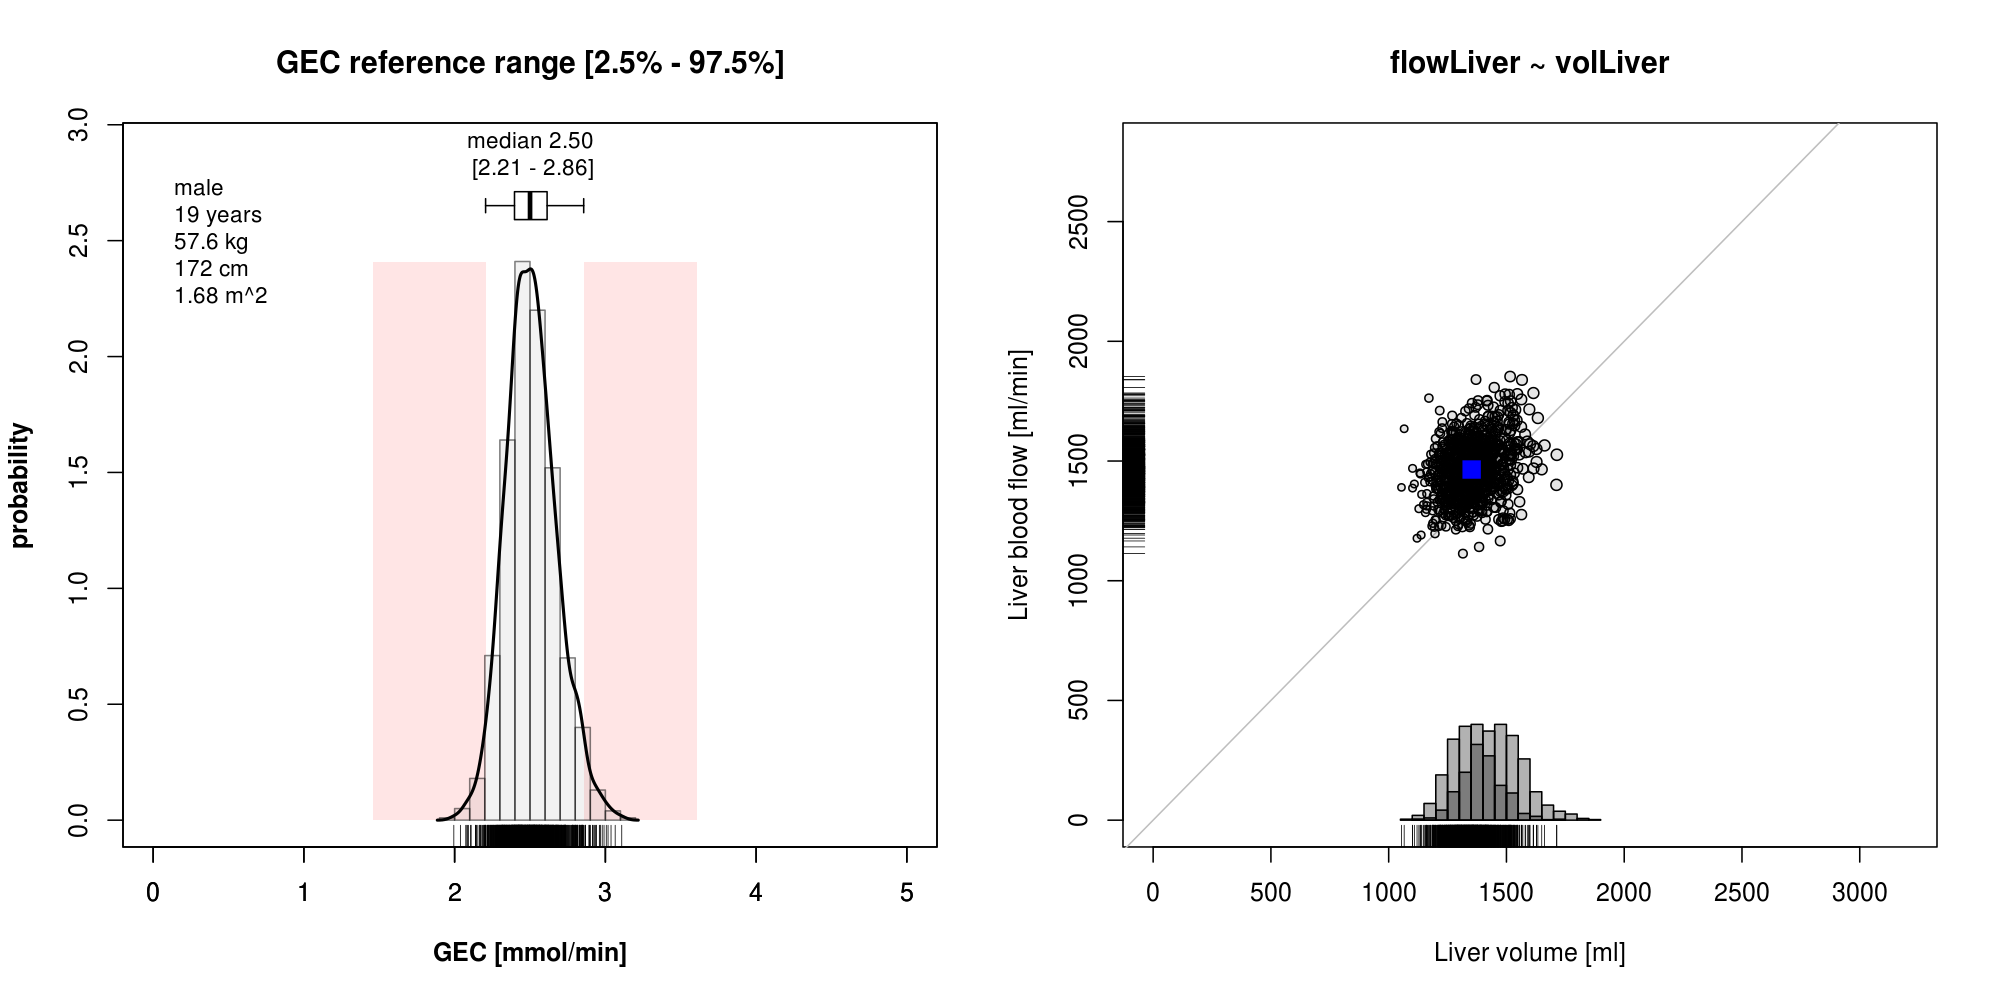 GEC reference range [2.5% - 97.5%]
median 2.50
[2.21 - 2.86]
male
19 years
57.6 kg
172 cm
1.68 m^2
probability
0.0
0.5
1.0
1.5
2.0
2.5
3.0
0 1 2 3 4 5
GEC [mmol/min]
flowLiver ~ volLiver
Liver blood flow [ml/min]
0
500
1000
1500
2000
2500
0 500 1000 1500 2000 2500 3000
Liver volume [ml]